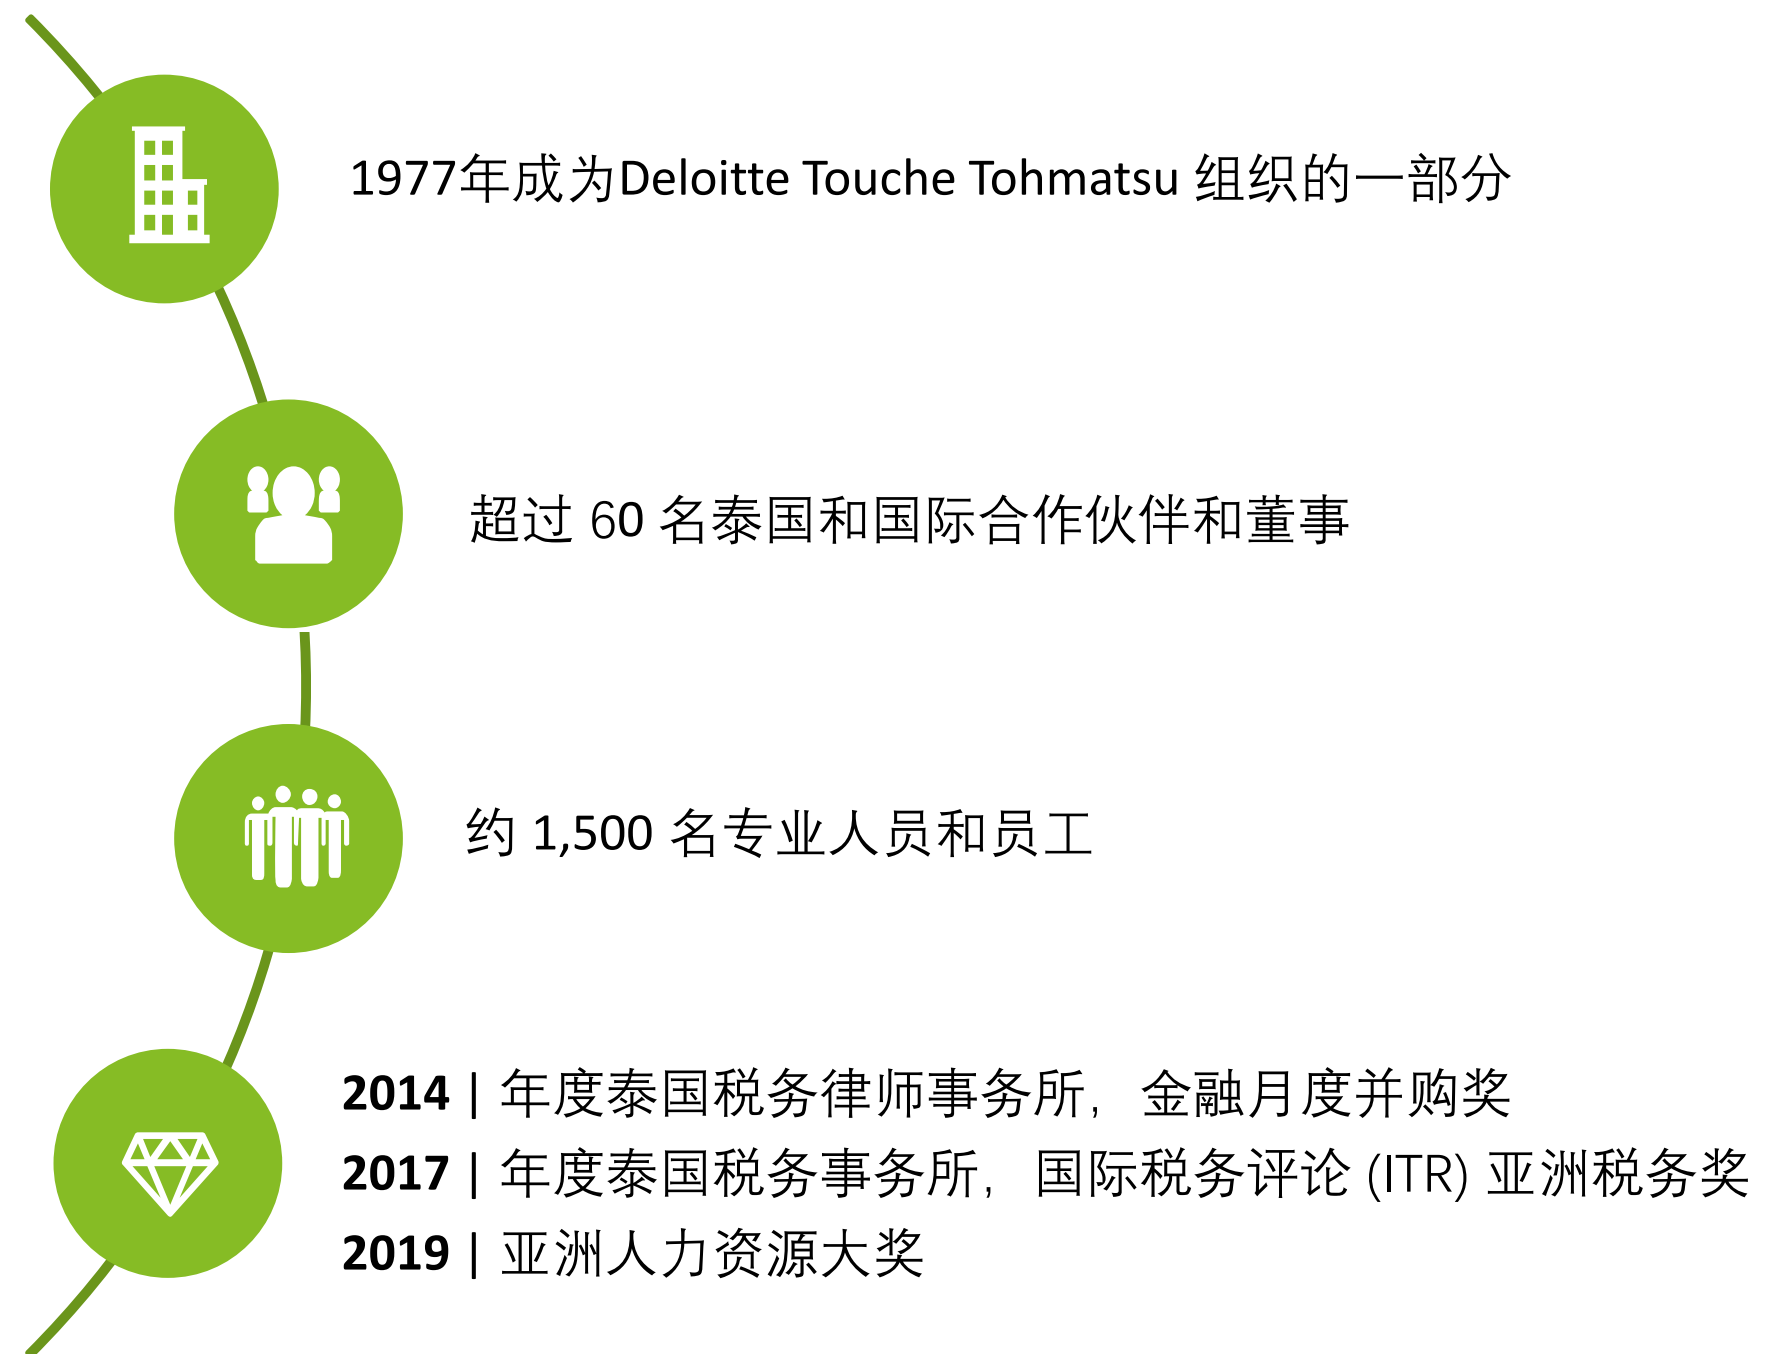 1977年成为Deloitte Touche Tohmatsu 组织的一部分
超过 60 名泰国和国际合作伙伴和董事
约 1,500 名专业人员和员工
2014 | 年度泰国税务律师事务所，金融月度并购奖
2017 | 年度泰国税务事务所，国际税务评论 (ITR) 亚洲税务奖
2019 | 亚洲人力资源大奖